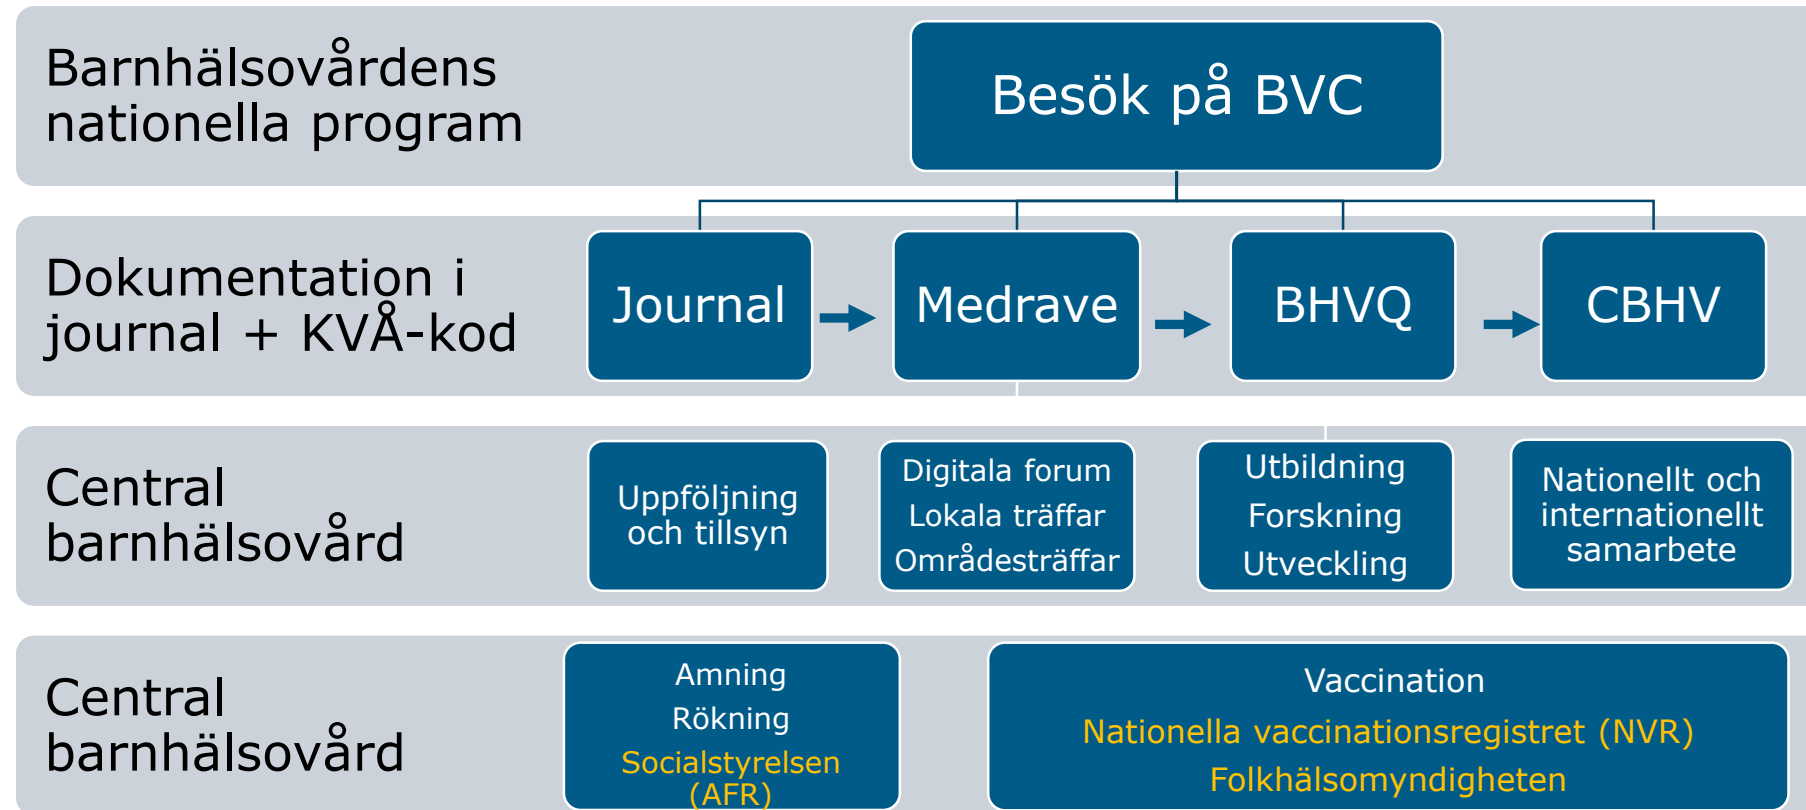 Barnhälsovårdens
nationella program
Besök på BVC
Dokumentation i
journal + KVÅ-kod
Journal
Medrave
BHVQ
CBHV
Central
barnhälsovård
Uppföljning
och tillsyn
Digitala forum
Lokala träffar
Områdesträffar
Utbildning
Forskning
Utveckling
Nationellt och
internationellt
samarbete
Central
barnhälsovård
Amning
Rökning
Socialstyrelsen
(AFR)
Vaccination
Nationella vaccinationsregistret (NVR)
Folkhälsomyndigheten